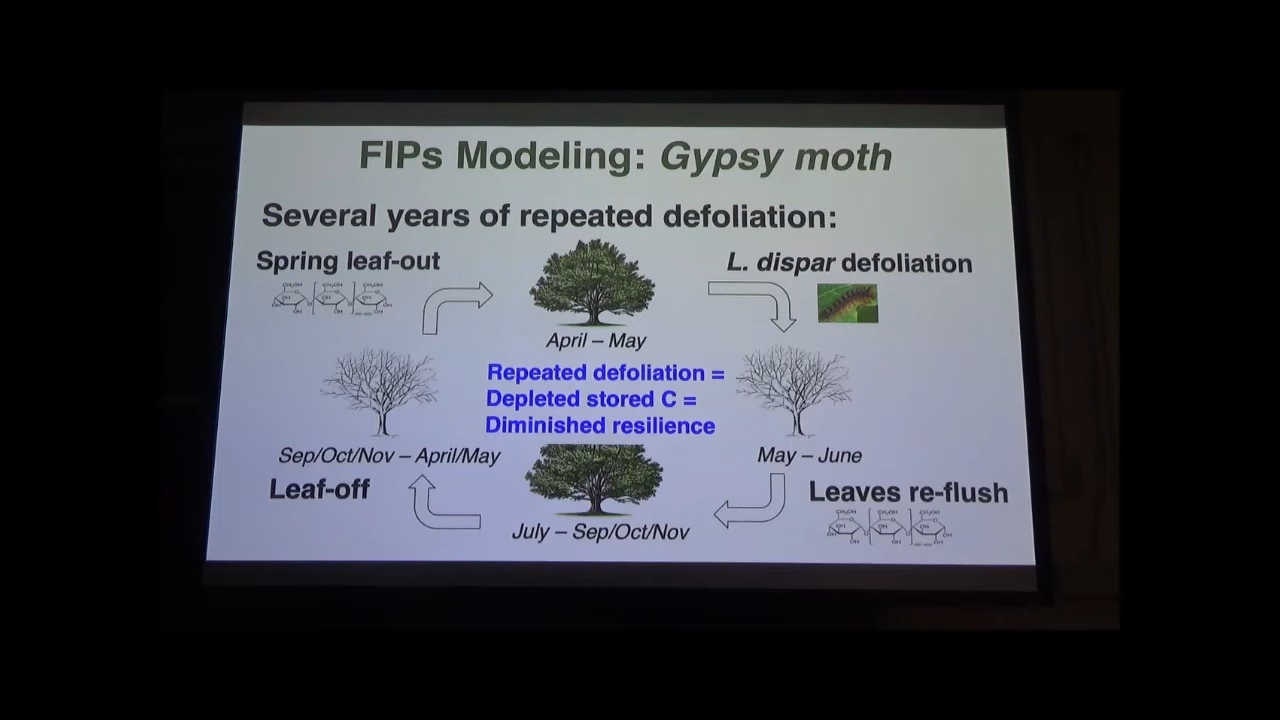 FIPs Modeling: Gypsy moth
Several years of repeated defoliation:
Spring leaf-out
L. dispar defoliation
April – May
Repeated defoliation =
Depleted stored C =
Diminished resilience
Sep/Oct/Nov – April/May
May – June
Leaf-off
Leaves re-flush
July – Sep/Oct/Nov